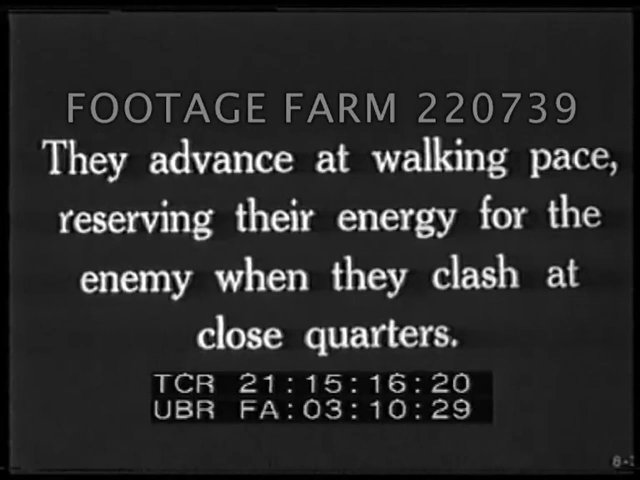 FOOTAGE FARM 220739
They advance at walking pace,
reserving their energy for the
enemy when they clash at
close quarters.
TCR 21:15:16:20
UBR FA:03:10:29